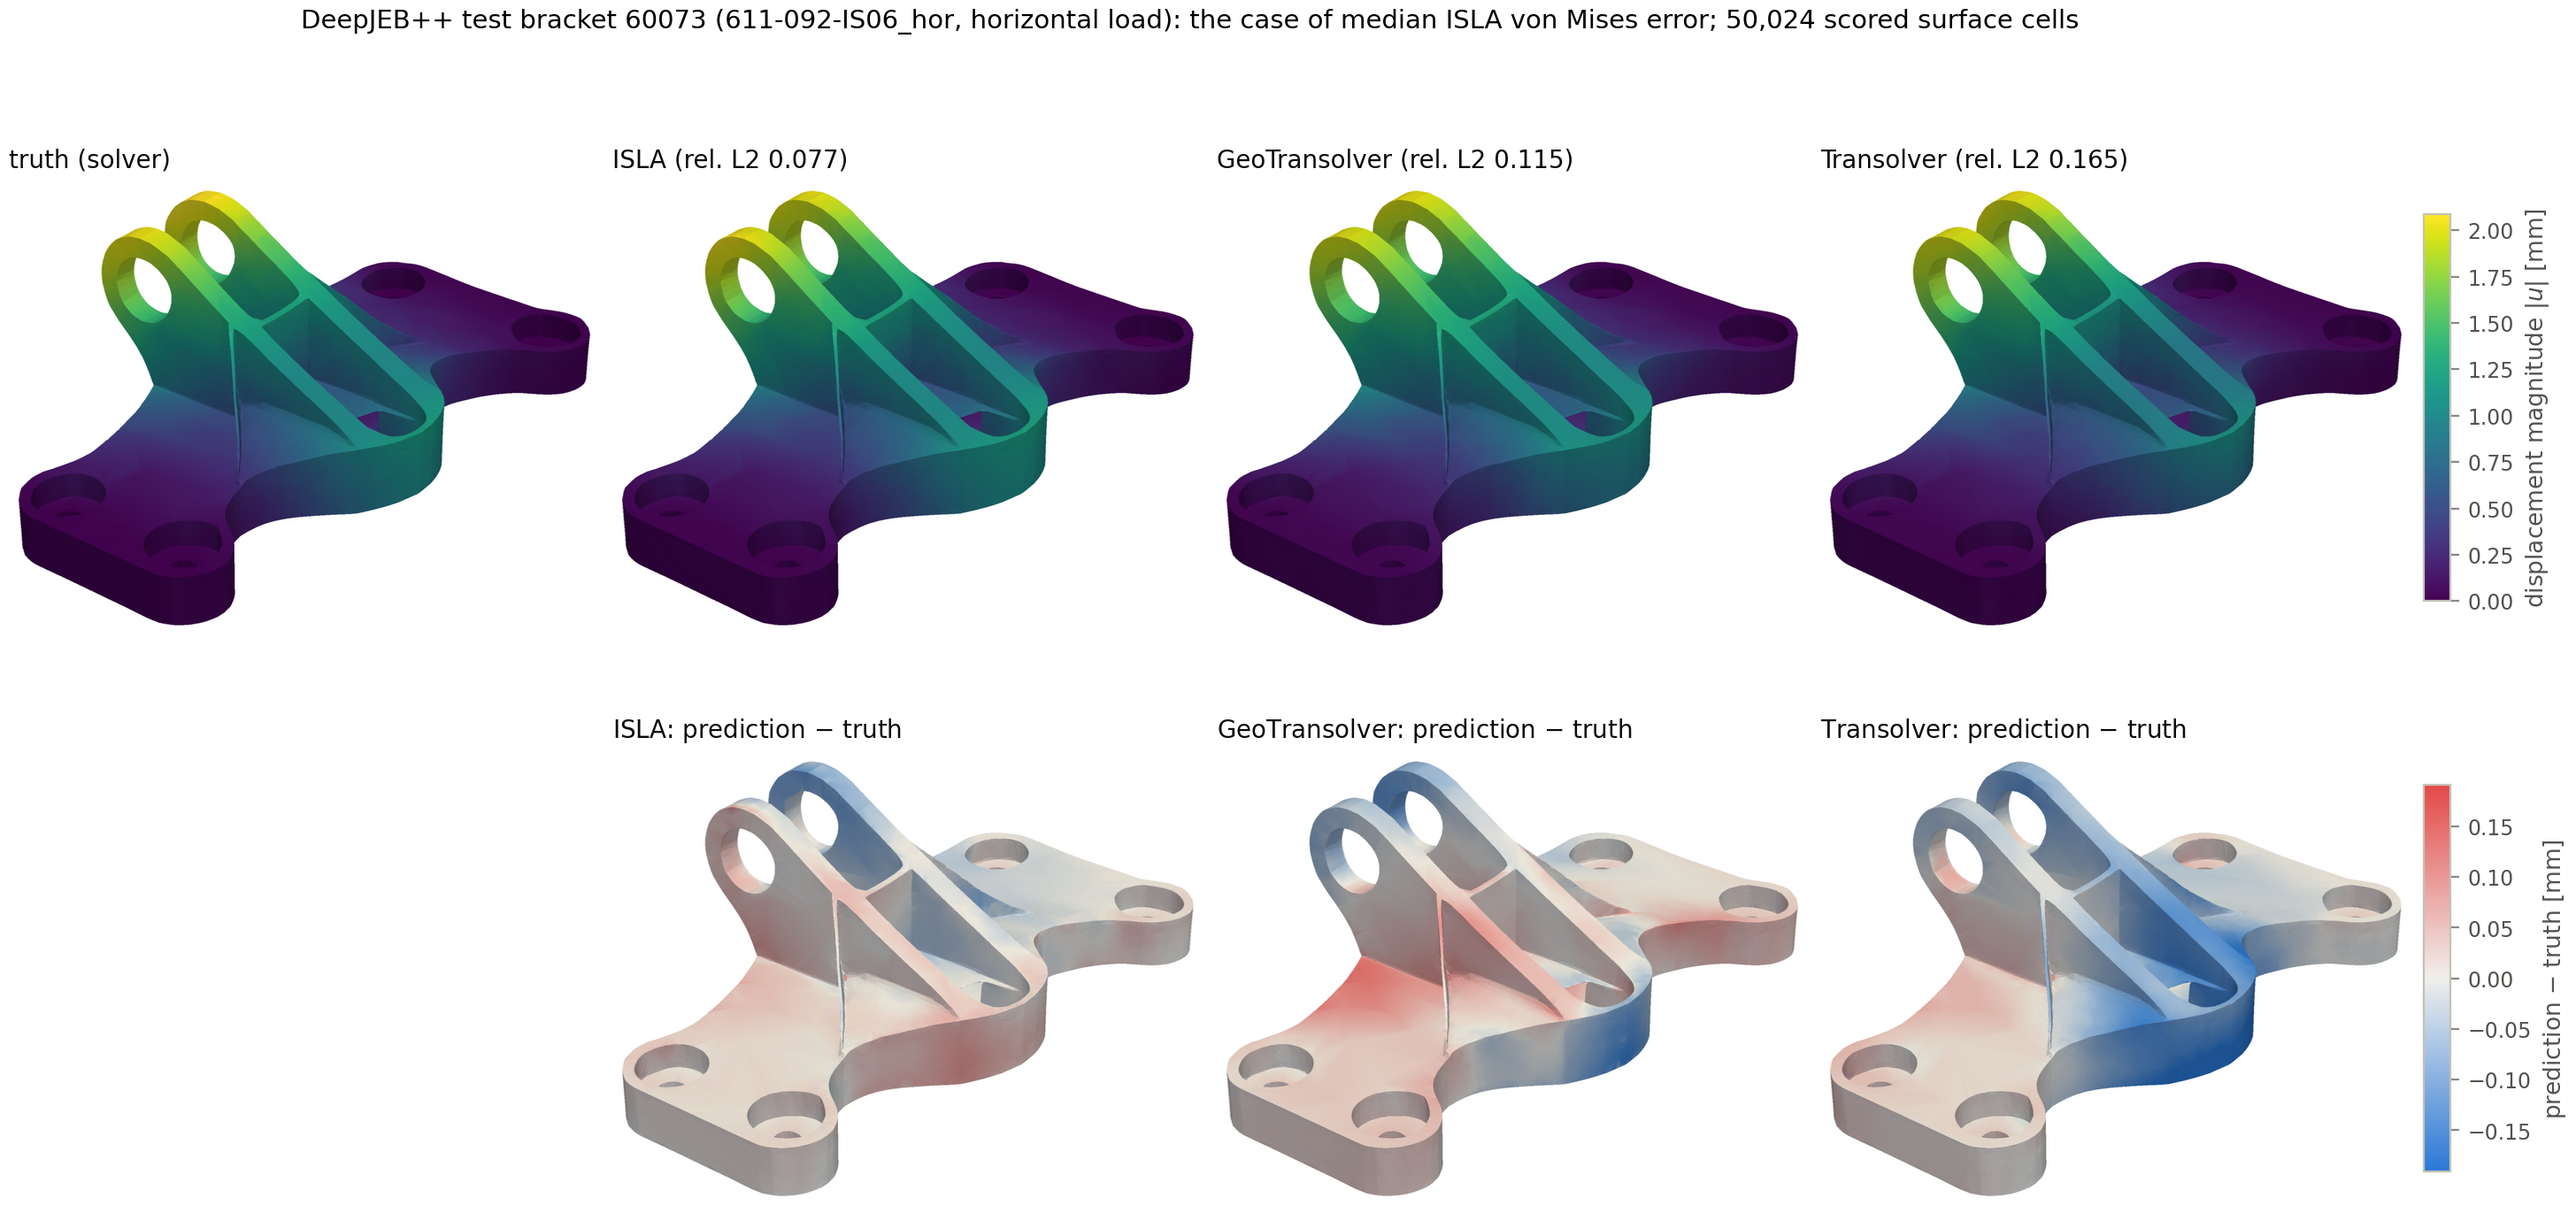 DeepJEB++ test bracket 60073 (611-092-IS06_hor, horizontal load): the case of median ISLA von Mises error; 50,024 scored surface cells
truth (solver)
ISLA (rel. L2 0.077)
GeoTransolver (rel. L2 0.115)
Transolver (rel. L2 0.165)
2.00
1.75
1.50
1.25
1.00
0.75
0.50
0.25
0.00
displacement magnitude |u| [mm]
ISLA: prediction − truth
GeoTransolver: prediction − truth
Transolver: prediction − truth
0.15
0.10
0.05
0.00
−0.05
−0.10
−0.15
prediction − truth [mm]